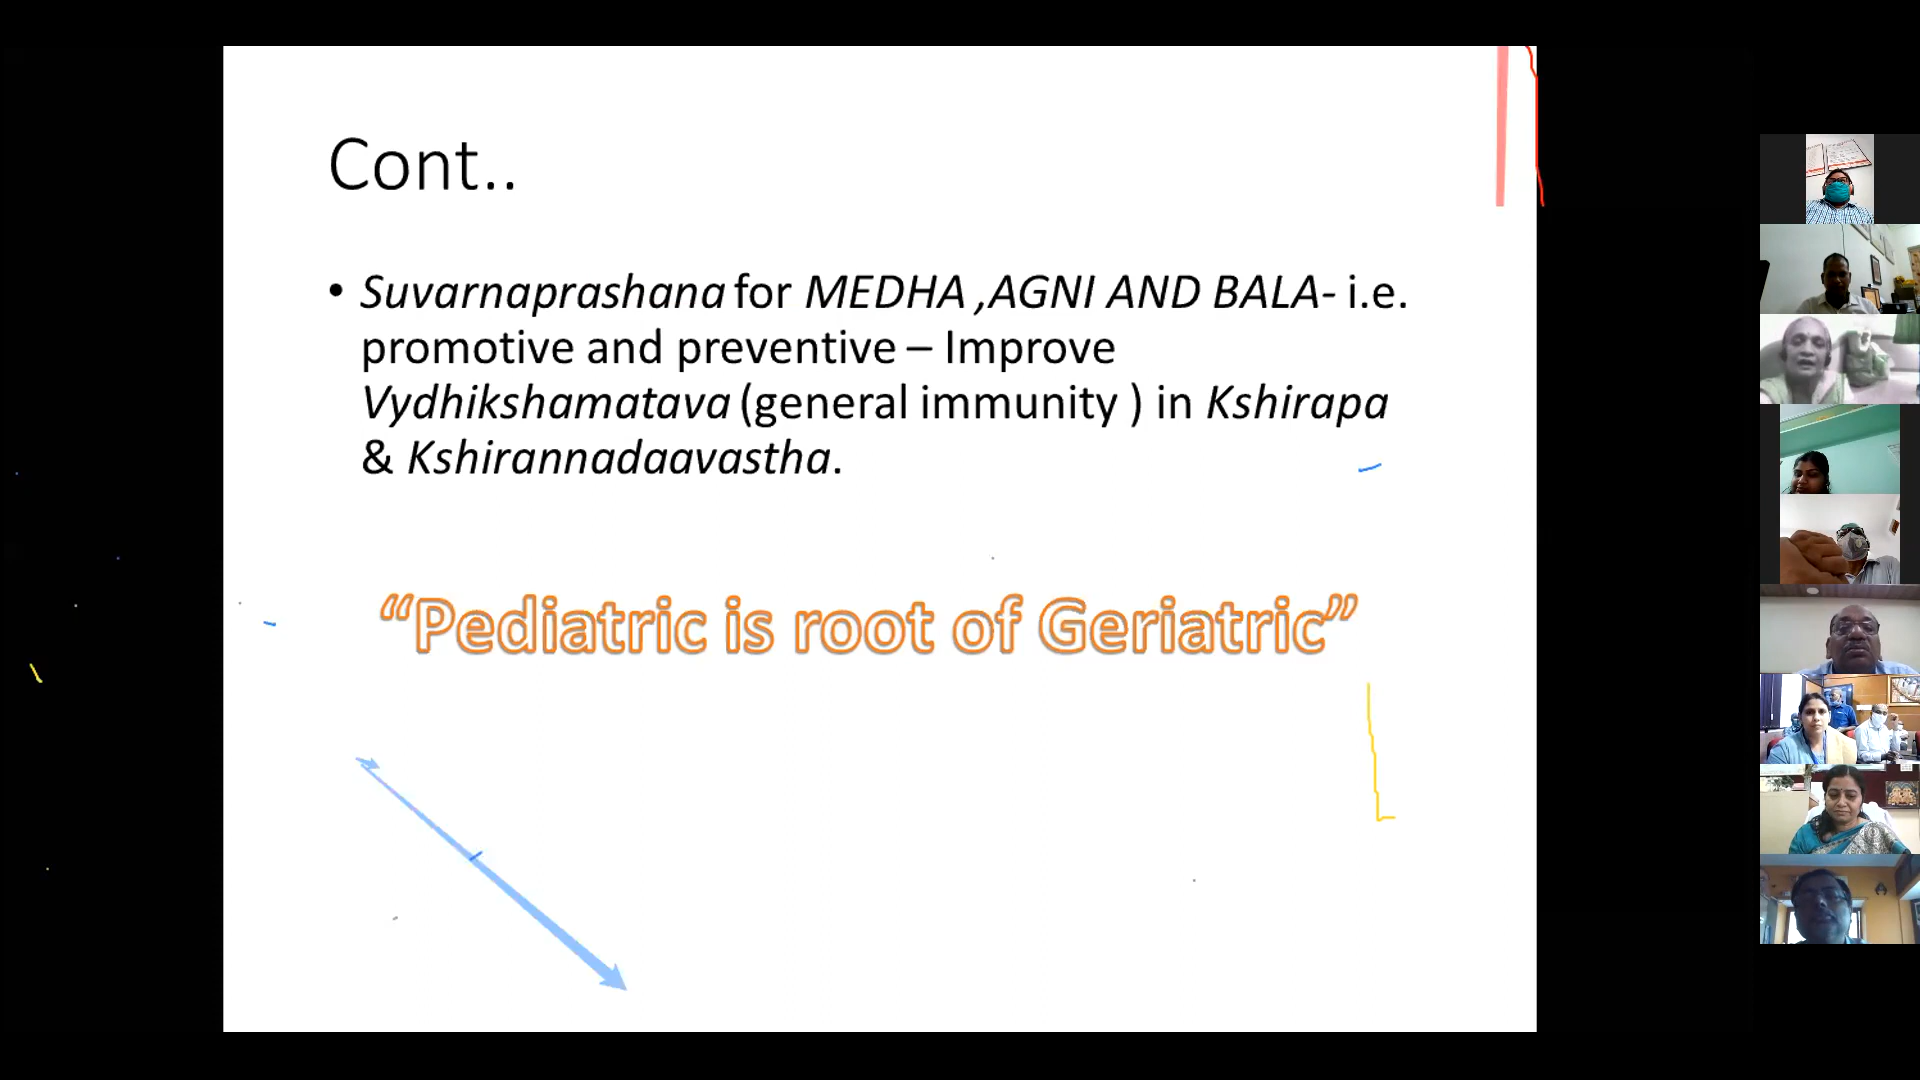 Cont..
• Suvarnaprashana for MEDHA ,AGNI AND BALA- i.e.
promotive and preventive – Improve
Vydhikshamatava (general immunity ) in Kshirapa
& Kshirannadaavastha.
“Pediatric is root of Geriatric”